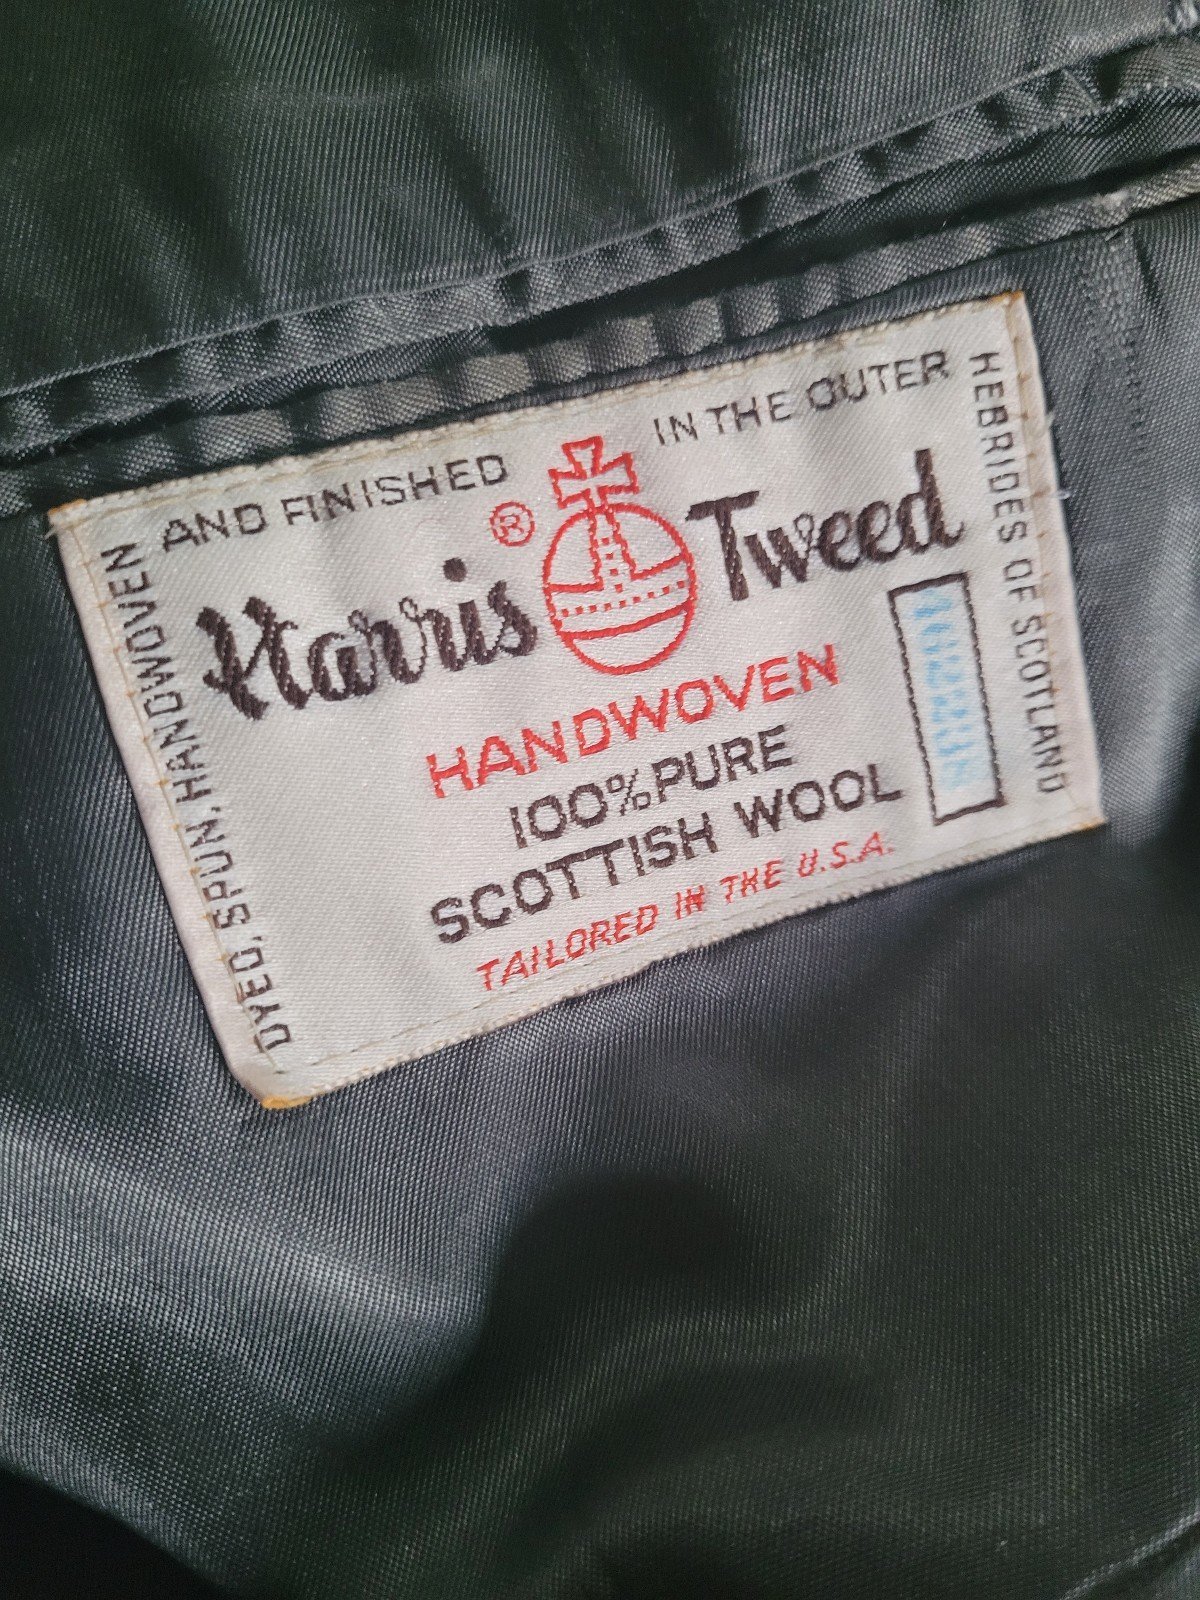 DYED, SPUN, HANDWOVEN
AND FINISHED
IN THE OUTER
HEBRIDES OF SCOTLAND
Harris ® Tweed
HANDWOVEN
100% PURE
SCOTTISH WOOL
TAILORED IN THE U.S.A.